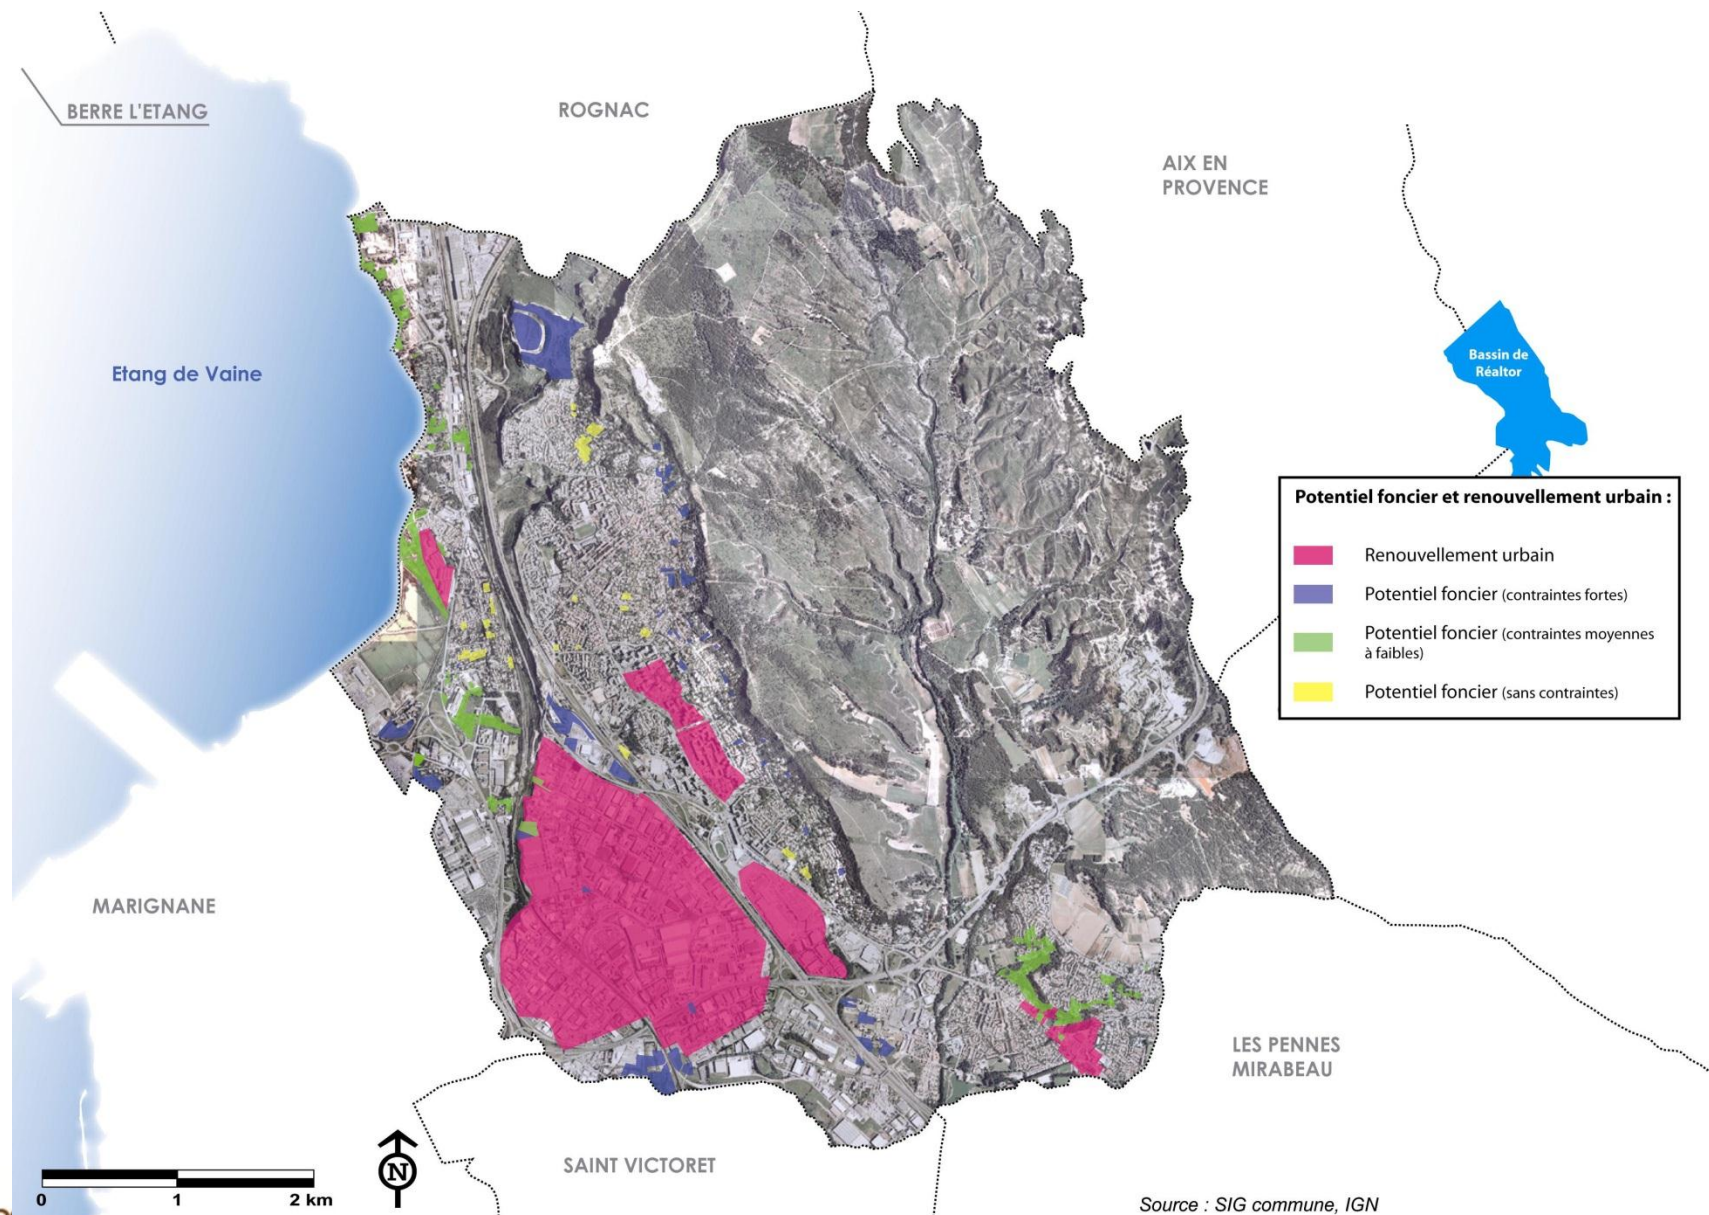 BERRE L'ETANG
ROGNAC
AIX EN
PROVENCE
Etang de Vaine
Bassin de
Réaltor
Potentiel foncier et renouvellement urbain :
Renouvellement urbain
Potentiel foncier (contraintes fortes)
Potentiel foncier (contraintes moyennes
à faibles)
Potentiel foncier (sans contraintes)
MARIGNANE
LES PENNES
MIRABEAU
SAINT VICTORET
N
0 1 2 km
Source : SIG commune, IGN